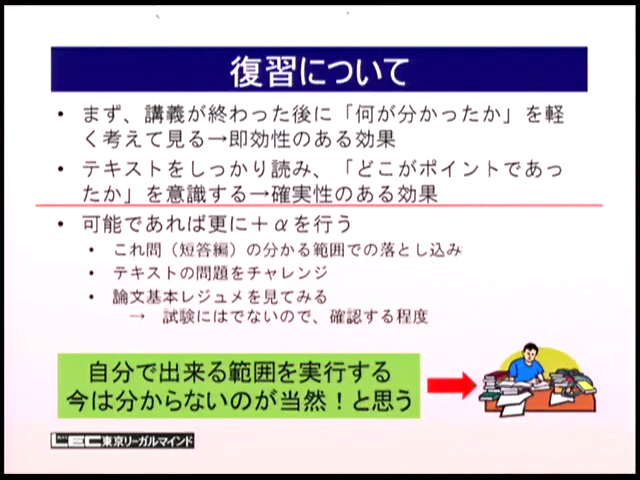 復習について
• まず、講義が終わった後に「何が分かったか」を軽
く考えて見る→即効性のある効果
• テキストをしっかり読み、「どこがポイントであっ
たか」を意識する→確実性のある効果
• 可能であれば更に＋αを行う
• これ問（短答編）の分かる範囲での落とし込み
• テキストの問題をチャレンジ
• 論文基本レジュメを見てみる
→ 試験にはでないので、確認する程度
自分で出来る範囲を実行する
今は分からないのが当然！と思う
LEC東京リーガルマインド